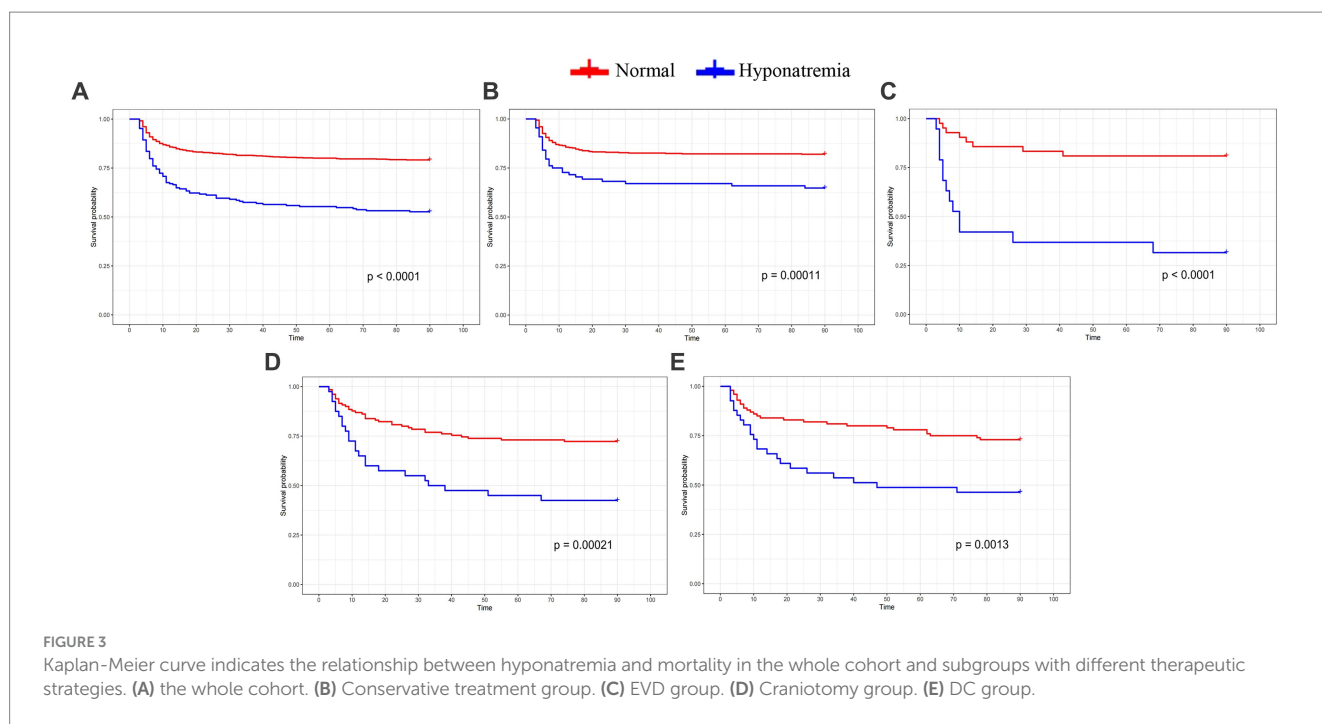 Normal Hyponatremia
A
1.00
0.75
0.50
0.25
0.00
Survival probability
p < 0.0001
0 10 20 30 40 50 60 70 80 90 100
Time
B
1.00
0.75
0.50
0.25
0.00
Survival probability
p = 0.00011
0 10 20 30 40 50 60 70 80 90 100
Time
C
1.00
0.75
0.50
0.25
0.00
Survival probability
p < 0.0001
0 10 20 30 40 50 60 70 80 90 100
Time
D
1.00
0.75
0.50
0.25
0.00
Survival probability
p = 0.00021
0 10 20 30 40 50 60 70 80 90 100
Time
E
1.00
0.75
0.50
0.25
0.00
Survival probability
p = 0.0013
0 10 20 30 40 50 60 70 80 90 100
Time
FIGURE 3
Kaplan-Meier curve indicates the relationship between hyponatremia and mortality in the whole cohort and subgroups with different therapeutic
strategies. (A) the whole cohort. (B) Conservative treatment group. (C) EVD group. (D) Craniotomy group. (E) DC group.